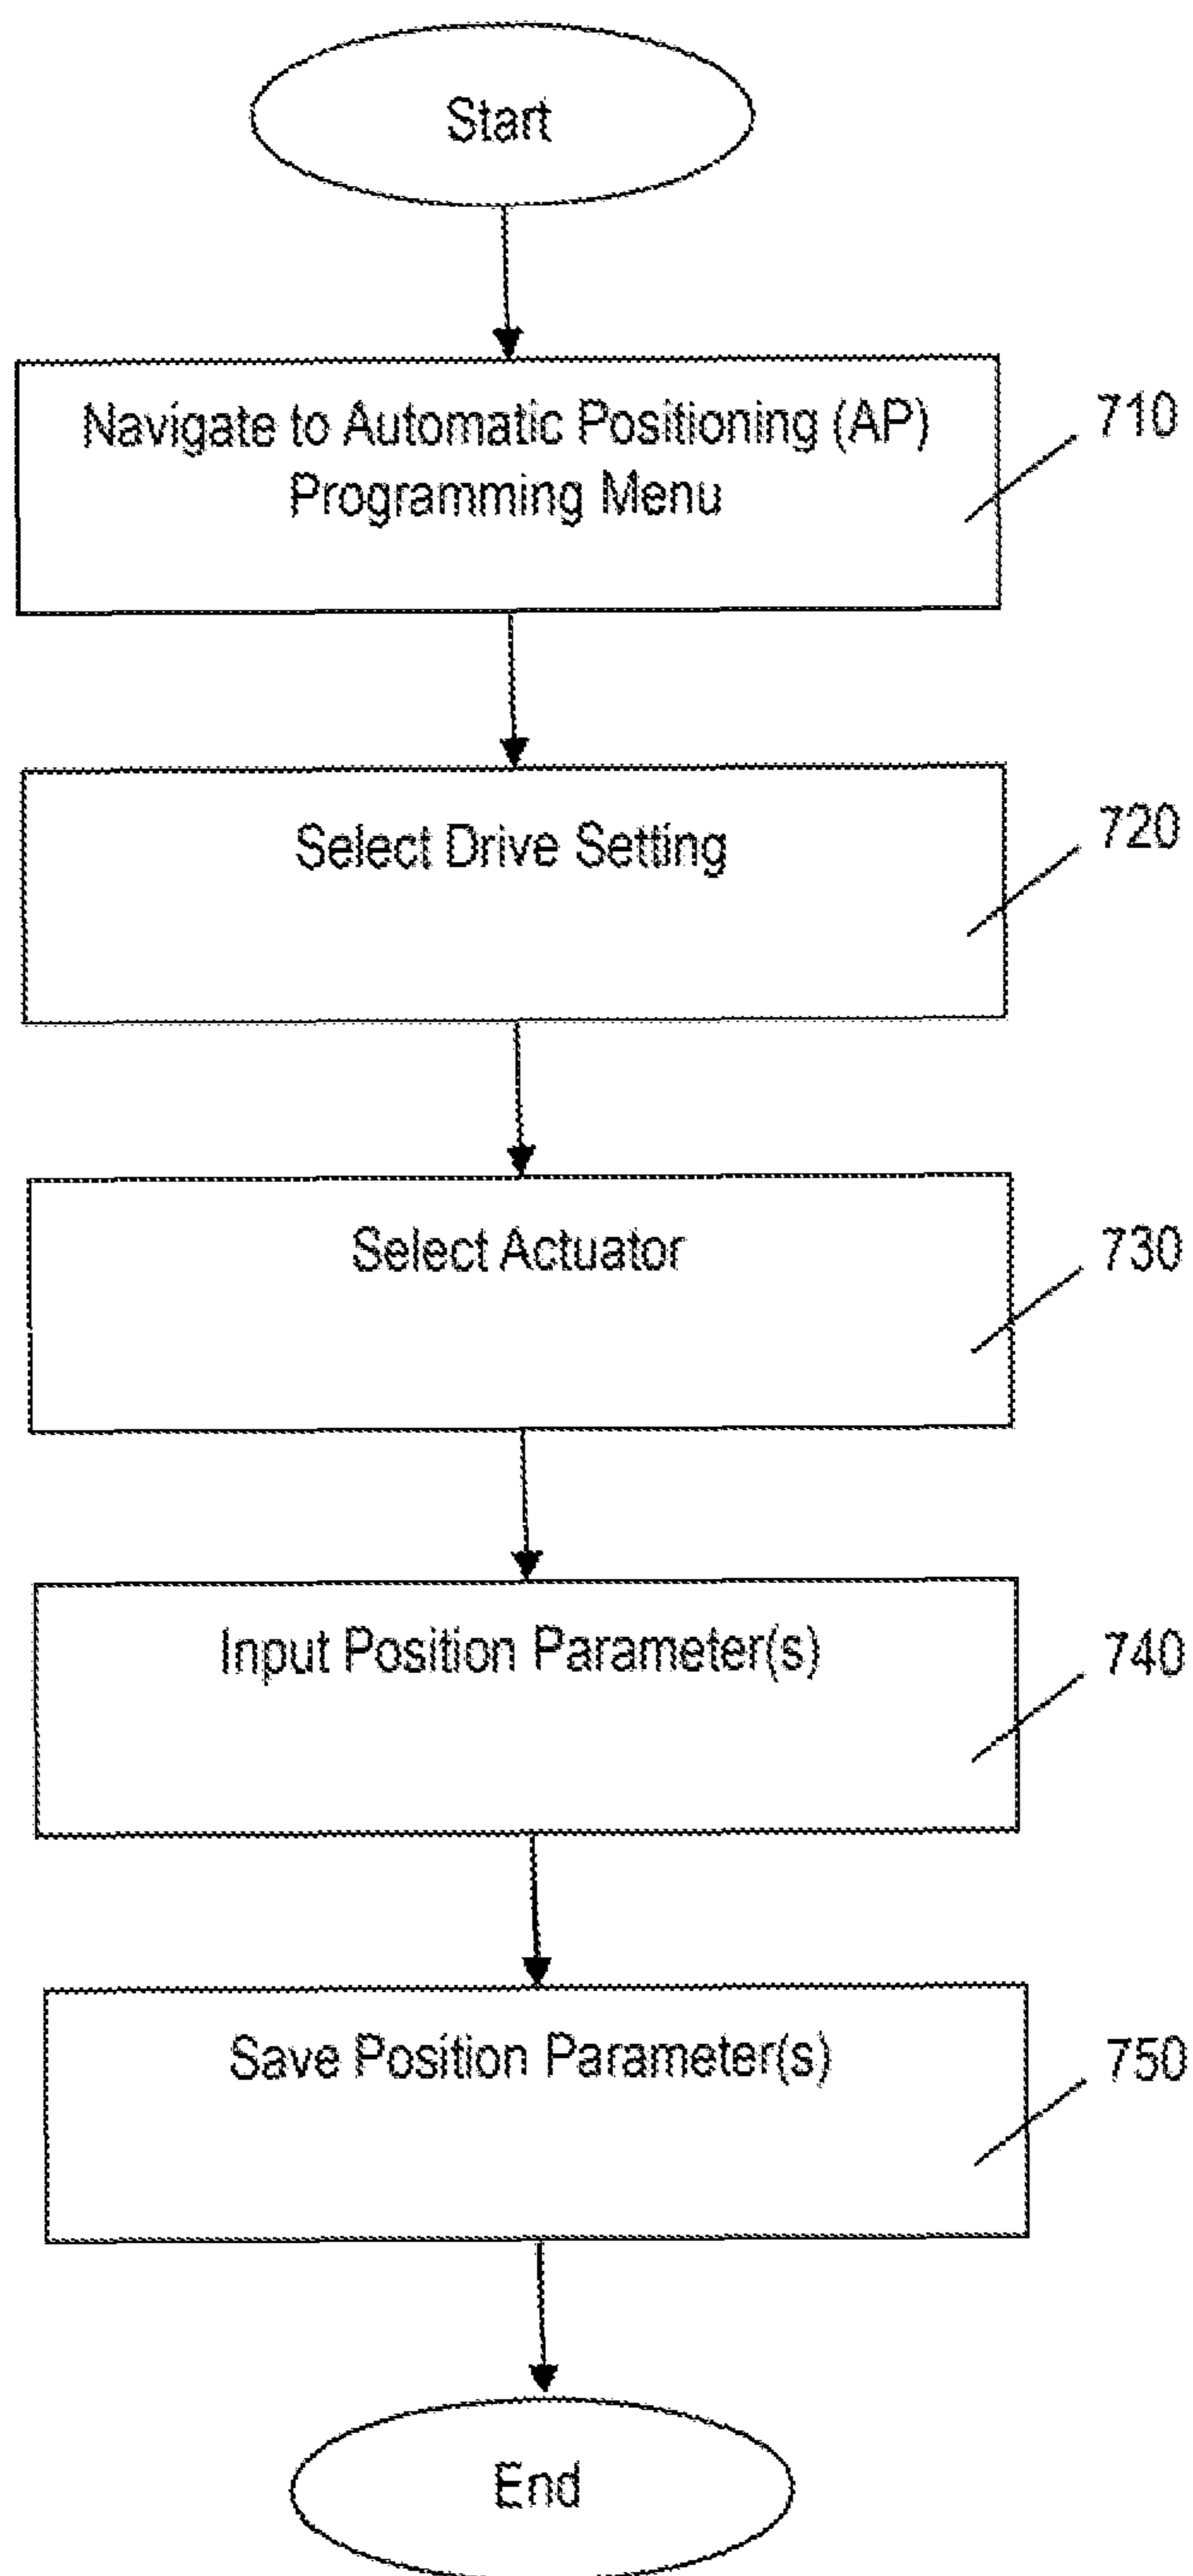 Start
Navigate to Automatic Positioning (AP)
Programming Menu
710
Select Drive Setting
720
Select Actuator
730
Input Position Parameter(s)
740
Save Position Parameter(s)
750
End